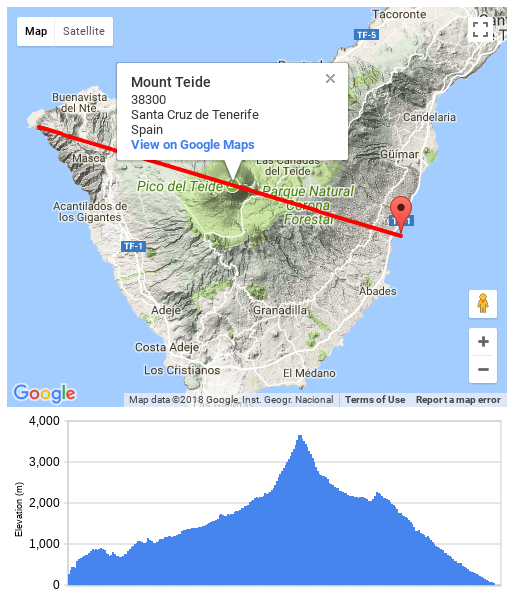 Tacoronte
Map
Satellite
TF-5
Mount Teide
38300
Santa Cruz de Tenerife
Spain
View on Google Maps
Buenavista
del Nte.
Candelaria
Güímar
Masca
Las Cañadas
del Teide
Pico del Teide
Parque Natural
Corona
Forestal
Acantilados de
los Gigantes
TF-1
Abades
Adeje
Granadilla
Costa Adeje
Los Cristianos
El Médano
Google
Map data ©2018 Google, Inst. Geogr. Nacional
Terms of Use
Report a map error
Elevation (m)
4,000
3,000
2,000
1,000
0